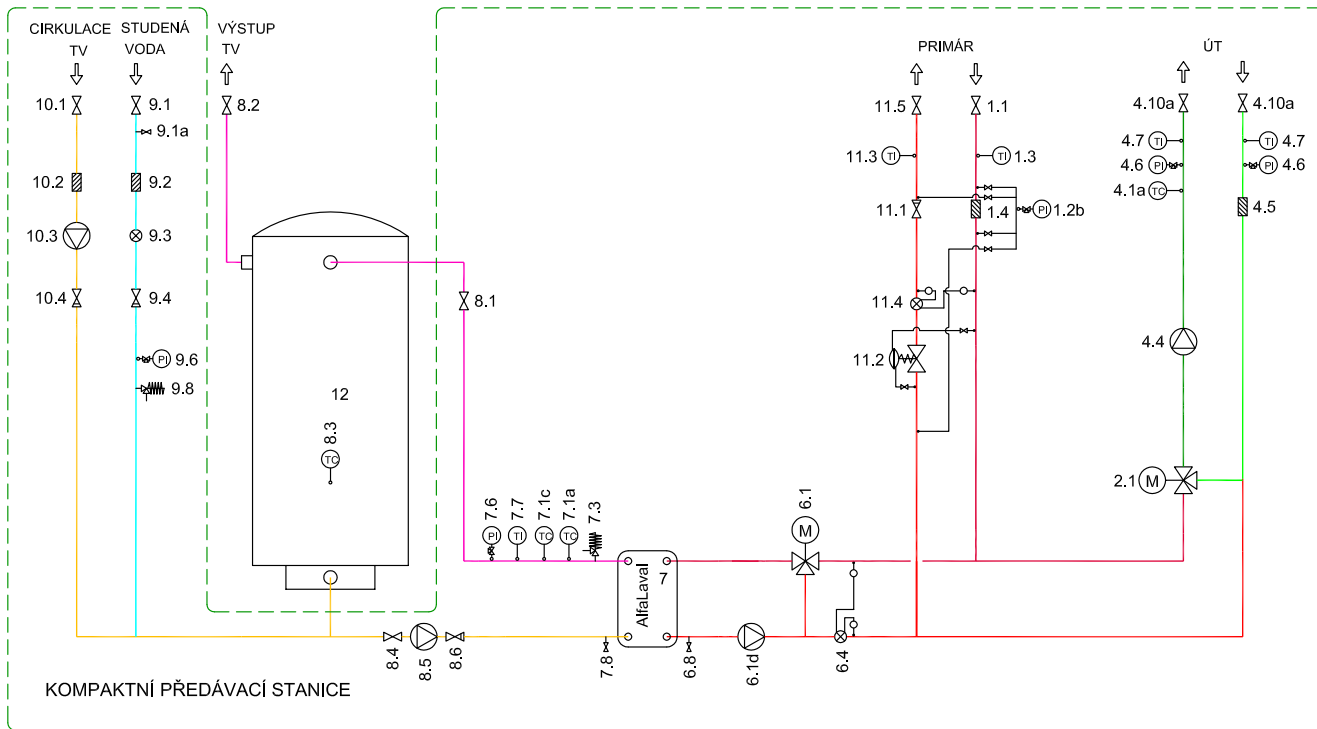 CIRKULACE
TV
STUDENÁ
VODA
VÝSTUP
TV
PRIMÁR
ÚT
10.1
9.1
8.2
11.5
1.1
4.10a
4.10a
9.1a
11.3
TI
TI
1.3
4.7
TI
TI
4.7
4.6
PI
PI
4.6
4.1a
TC
10.2
9.2
11.1
1.4
PI
1.2b
4.5
10.3
9.3
10.4
9.4
8.1
11.4
4.4
9.6
PI
11.2
9.8
12
8.3
TC
2.1
M
7.6
7.7
7.1c
7.1a
7.3
6.1
PI
TI
TC
TC
M
7
AlfaLaval
8.4
8.5
8.6
7.8
6.8
6.1d
6.4
KOMPAKTNÍ PŘEDÁVACÍ STANICE